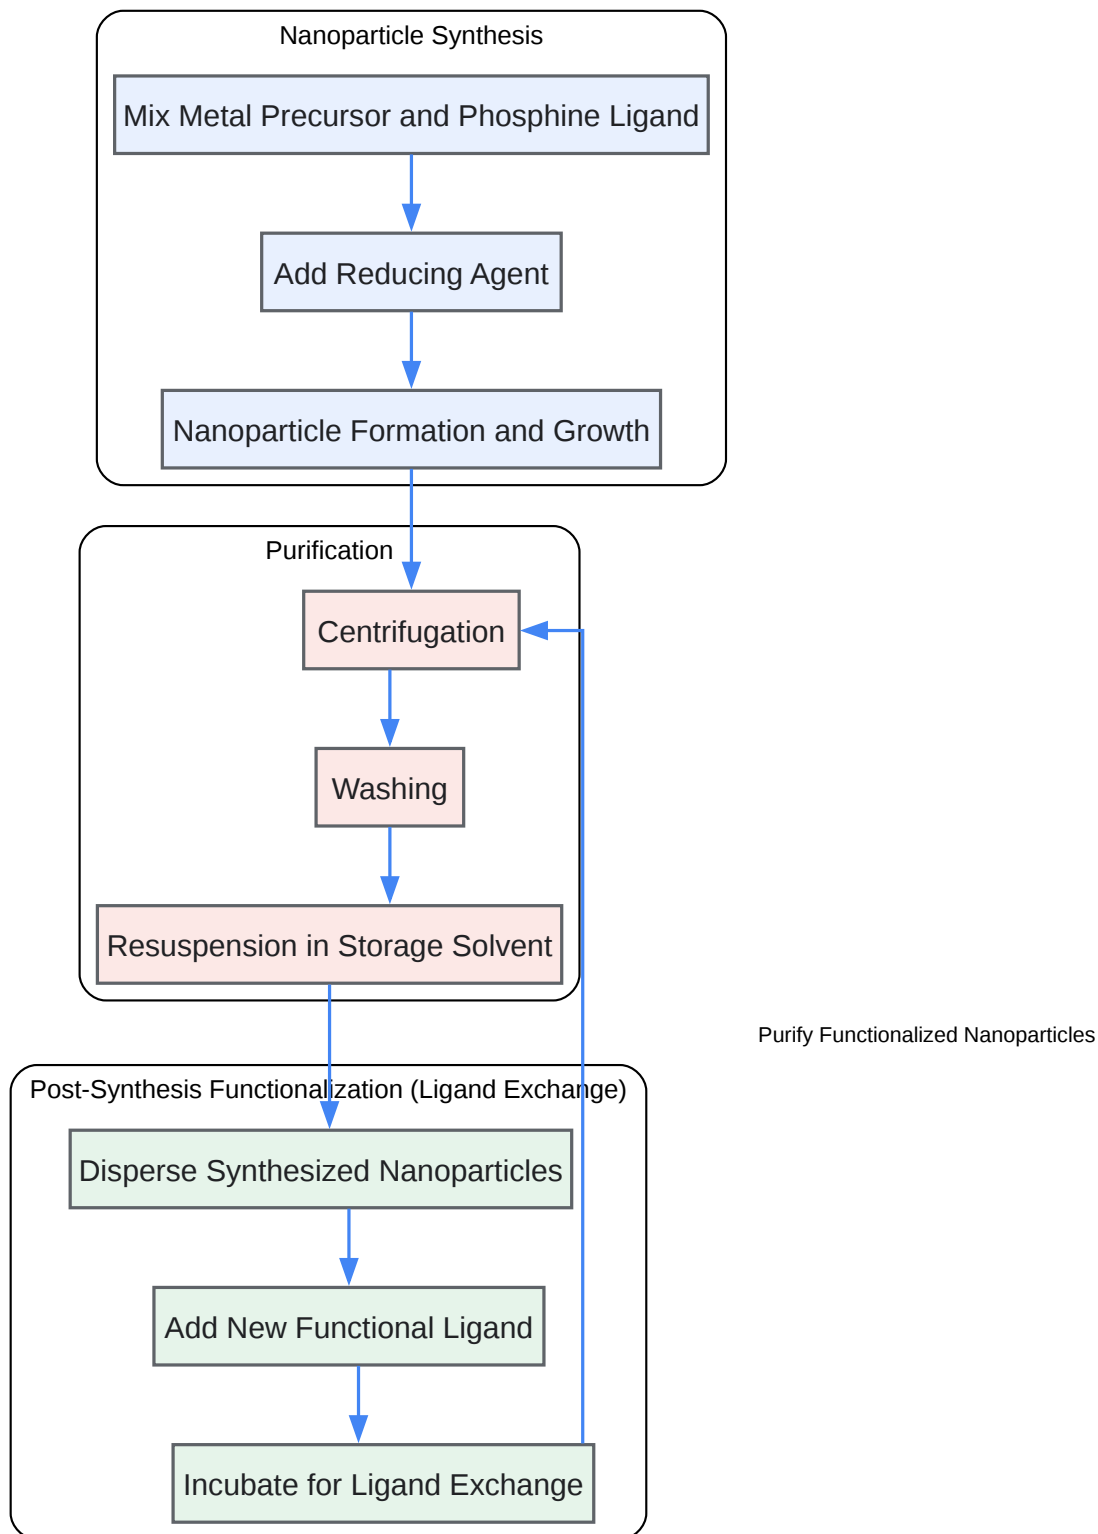 Nanoparticle Synthesis
Mix Metal Precursor and Phosphine Ligand
Add Reducing Agent
Nanoparticle Formation and Growth
Purification
Centrifugation
Washing
Resuspension in Storage Solvent
Purify Functionalized Nanoparticles
Post-Synthesis Functionalization (Ligand Exchange)
Disperse Synthesized Nanoparticles
Add New Functional Ligand
Incubate for Ligand Exchange